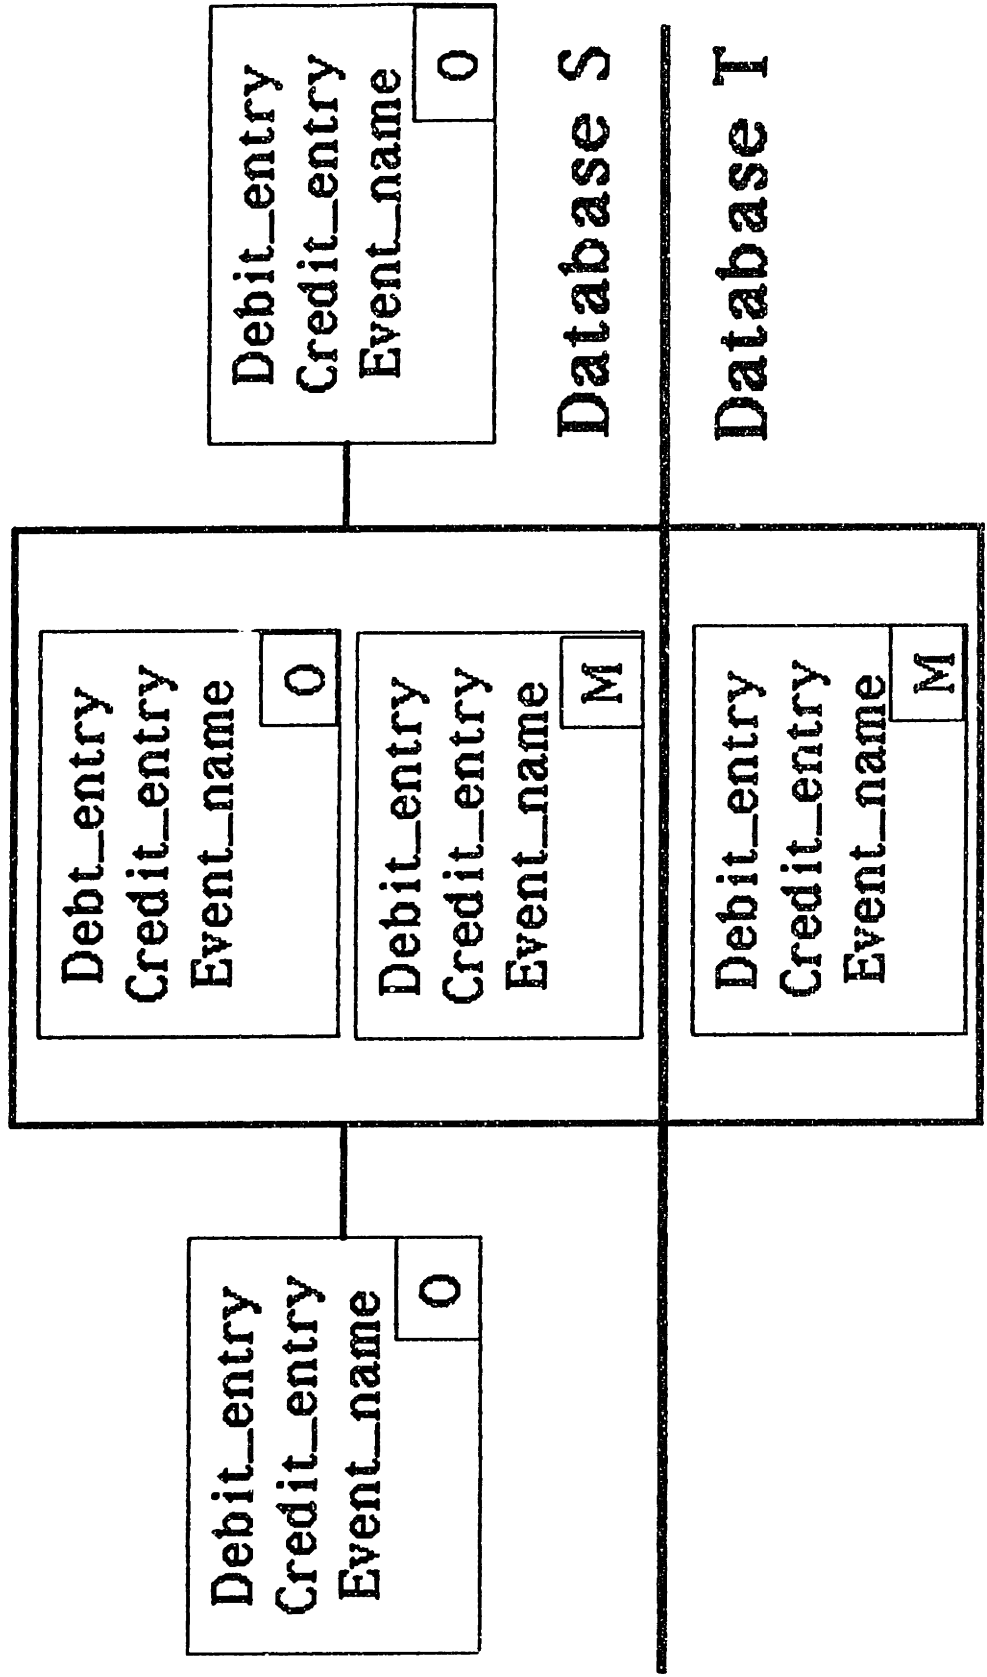 Debit_entry
Credit_entry
Event_name
O
Debt_entry
Credit_entry
Event_name
O
Debit_entry
Credit_entry
Event_name
M
Debit_entry
Credit_entry
Event_name
M
Debit_entry
Credit_entry
Event_name
O
Database S
Database T